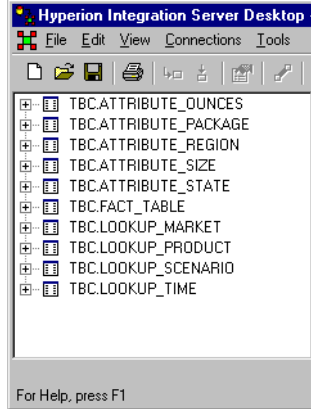 Hyperion Integration Server Desktop -
File Edit View Connections Tools
TBC.ATTRIBUTE_OUNCES
TBC.ATTRIBUTE_PACKAGE
TBC.ATTRIBUTE_REGION
TBC.ATTRIBUTE_SIZE
TBC.ATTRIBUTE_STATE
TBC.FACT_TABLE
TBC.LOOKUP_MARKET
TBC.LOOKUP_PRODUCT
TBC.LOOKUP_SCENARIO
TBC.LOOKUP_TIME
For Help, press F1